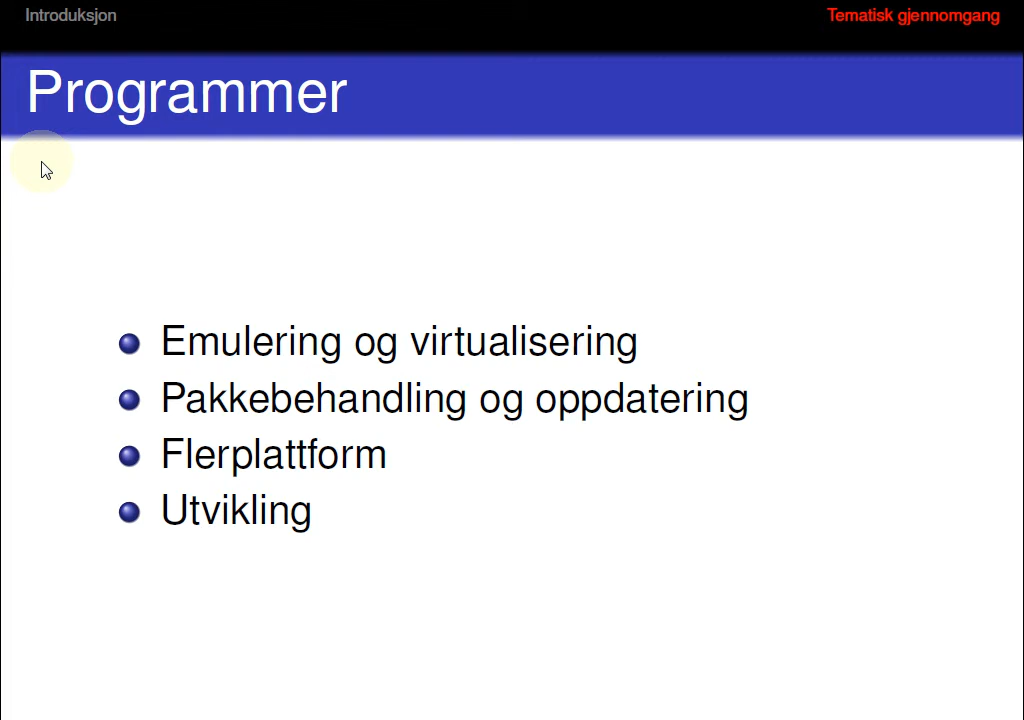 Introduksjon
Tematisk gjennomgang
Programmer
Emulering og virtualisering
Pakkebehandling og oppdatering
Flerplattform
Utvikling